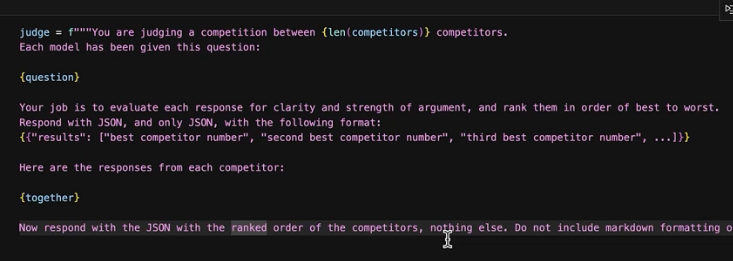 judge = f"""You are judging a competition between {len(competitors)} competitors.
Each model has been given this question:
{question}
Your job is to evaluate each response for clarity and strength of argument, and rank them in order of best to worst.
Respond with JSON, and only JSON, with the following format:
{{"results": ["best competitor number", "second best competitor number", "third best competitor number", ...]}}
Here are the responses from each competitor:
{together}
Now respond with the JSON with the ranked order of the competitors, nothing else. Do not include markdown formatting o